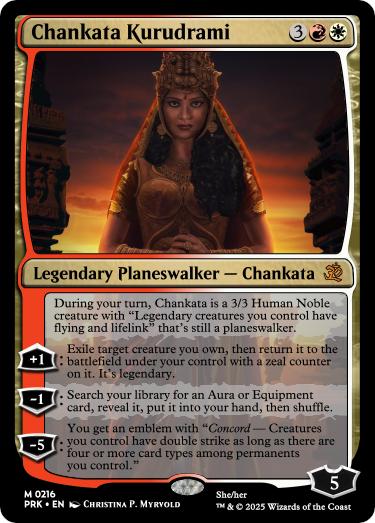 Chankata Kurudrami 3
Legendary Planeswalker — Chankata
During your turn, Chankata is a 3/3 Human Noble
creature with “Legendary creatures you control have
flying and lifelink” that’s still a planeswalker.
+1: Exile target creature you own, then return it to the
battlefield under your control with a zeal counter
on it. It’s legendary.
-1: Search your library for an Aura or Equipment
card, reveal it, put it into your hand, then shuffle.
You get an emblem with “Concord — Creatures
-5: you control have double strike as long as there are
four or more card types among permanents
you control.”
5
M 0216
PRK • EN Christina P. Myrvold
She/her
™ & © 2025 Wizards of the Coast